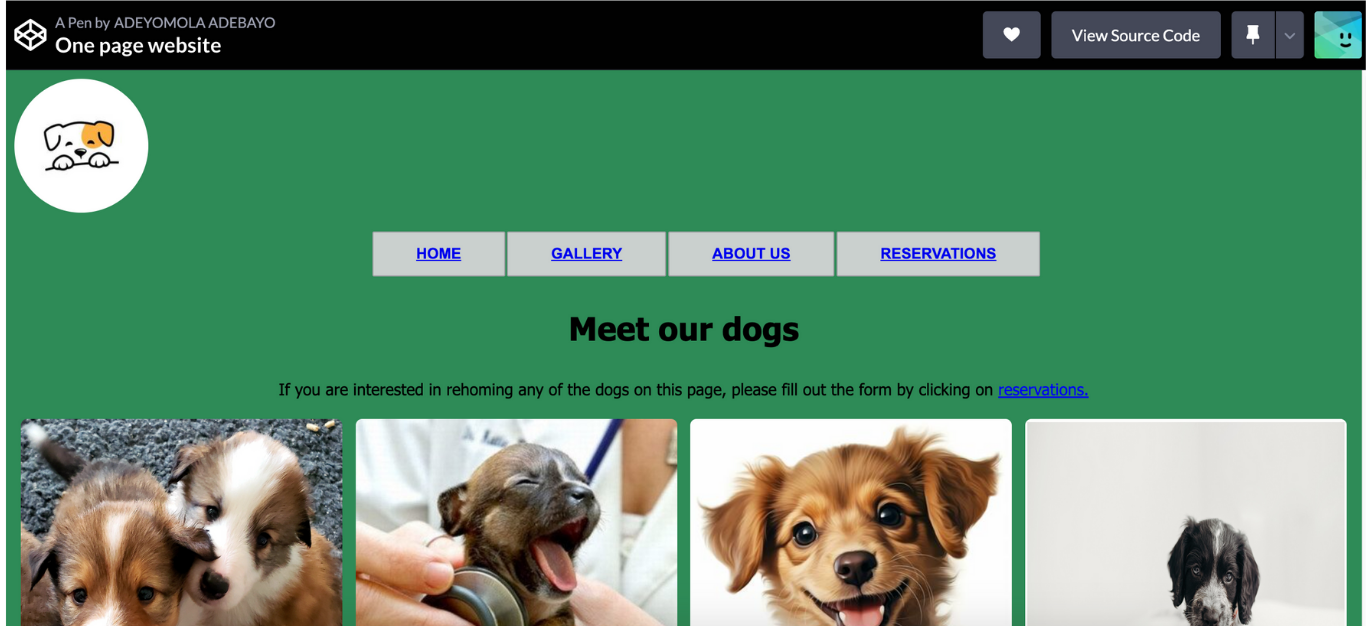 A Pen by ADEYOMOLA ADEBAYO
One page website
View Source Code
HOME GALLERY ABOUT US RESERVATIONS
Meet our dogs
If you are interested in rehoming any of the dogs on this page, please fill out the form by clicking on reservations.